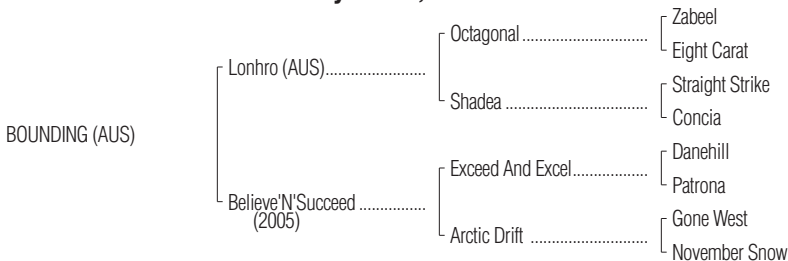 Zabeel
Octagonal
Eight Carat
Lonhro (AUS)
Straight Strike
Shadea
Concia
BOUNDING (AUS)
Danehill
Exceed And Excel
Patrona
Believe'N'Succeed
(2005)
Gone West
Arctic Drift
November Snow